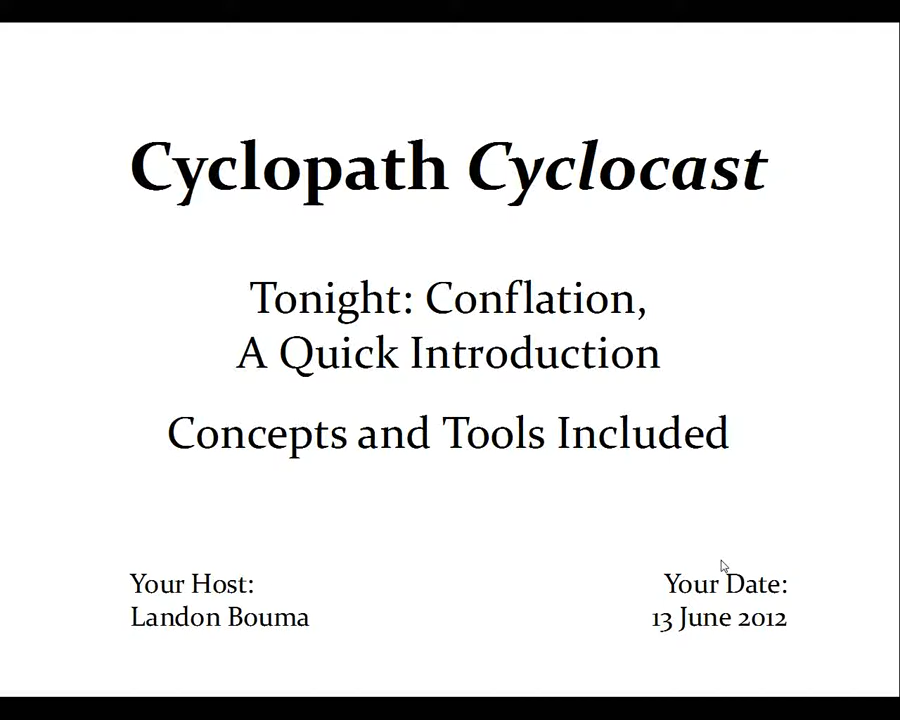 Cyclopath Cyclocast
Tonight: Conflation,
A Quick Introduction
Concepts and Tools Included
Your Host:
Landon Bouma
Your Date:
13 June 2012